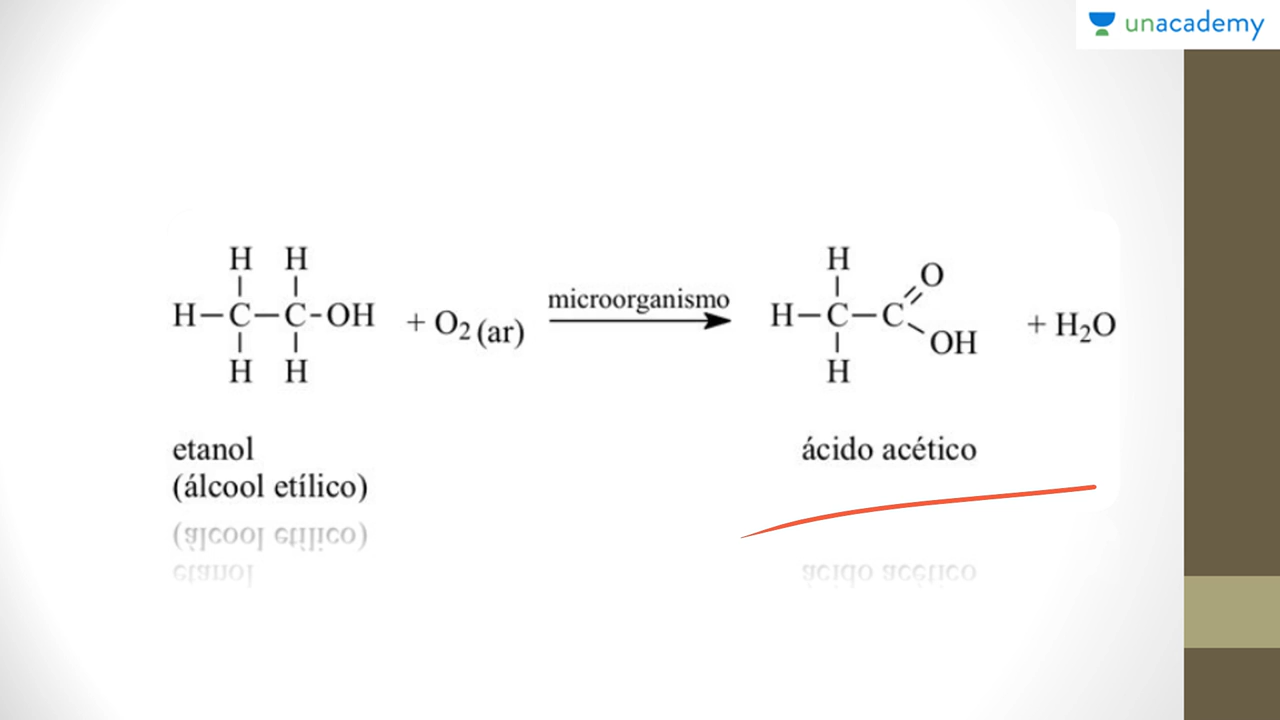 unacademy
H H
H–C–C-OH + O₂ (ar) microorganismo H–C–C O OH + H₂O
H H
H
H
etanol
(álcool etílico)
ácido acético